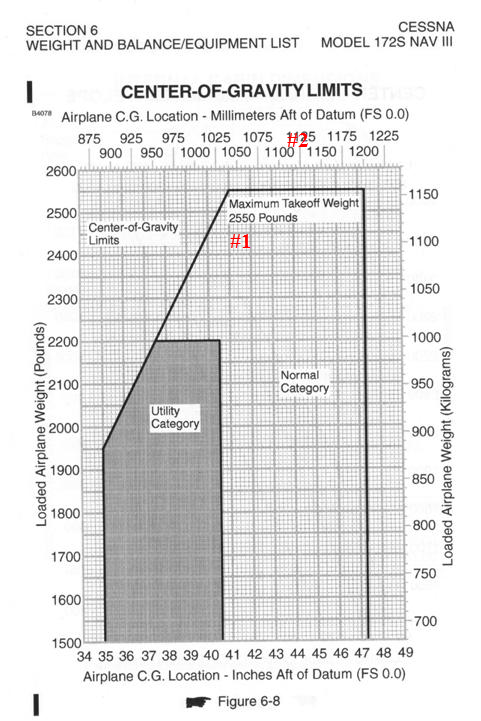 SECTION 6
WEIGHT AND BALANCE/EQUIPMENT LIST
CESSNA
MODEL 172S NAV III
CENTER-OF-GRAVITY LIMITS
B4078
Airplane C.G. Location - Millimeters Aft of Datum (FS 0.0)
875 925 975 1025 1075 1125 1175 1225
900 950 1000 1050 1100 1150 1200
#2
2600
2500
2400
2300
2200
2100
2000
1900
1800
1700
1600
1500
Loaded Airplane Weight (Pounds)
Center-of-Gravity
Limits
Maximum Takeoff Weight
2550 Pounds
#1
Normal
Category
Utility
Category
1150
1100
1050
1000
950
900
850
800
750
700
Loaded Airplane Weight (Kilograms)
34 35 36 37 38 39 40 41 42 43 44 45 46 47 48 49
Airplane C.G. Location - Inches Aft of Datum (FS 0.0)
Figure 6-8